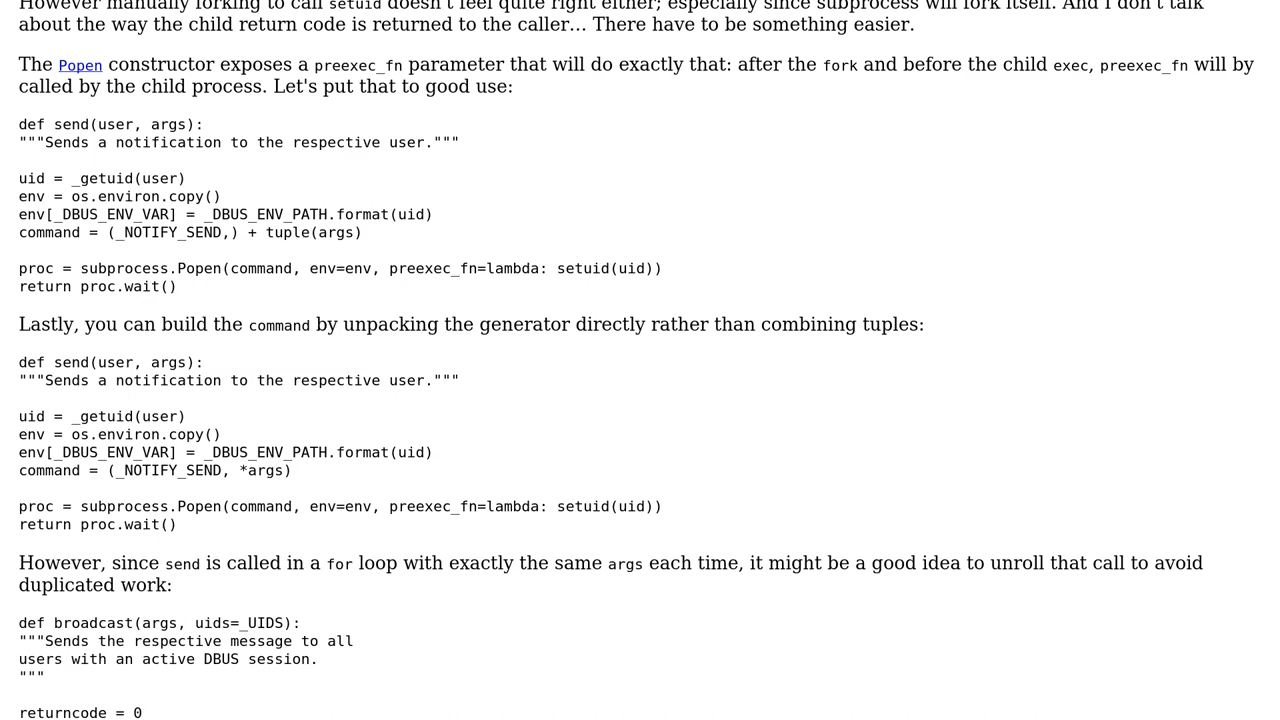 However manually forking to call setuid doesn't feel quite right either; especially since subprocess will fork itself. And I don't talk
about the way the child return code is returned to the caller… There have to be something easier.
The Popen constructor exposes a preexec_fn parameter that will do exactly that: after the fork and before the child exec, preexec_fn will by
called by the child process. Let's put that to good use:
def send(user, args):
"""Sends a notification to the respective user."""
uid = _getuid(user)
env = os.environ.copy()
env[_DBUS_ENV_VAR] = _DBUS_ENV_PATH.format(uid)
command = (_NOTIFY_SEND,) + tuple(args)
proc = subprocess.Popen(command, env=env, preexec_fn=lambda: setuid(uid))
return proc.wait()
Lastly, you can build the command by unpacking the generator directly rather than combining tuples:
def send(user, args):
"""Sends a notification to the respective user."""
uid = _getuid(user)
env = os.environ.copy()
env[_DBUS_ENV_VAR] = _DBUS_ENV_PATH.format(uid)
command = (_NOTIFY_SEND, *args)
proc = subprocess.Popen(command, env=env, preexec_fn=lambda: setuid(uid))
return proc.wait()
However, since send is called in a for loop with exactly the same args each time, it might be a good idea to unroll that call to avoid
duplicated work:
def broadcast(args, uids=_UIDS):
"""Sends the respective message to all
users with an active DBUS session.
"""
returncode = 0